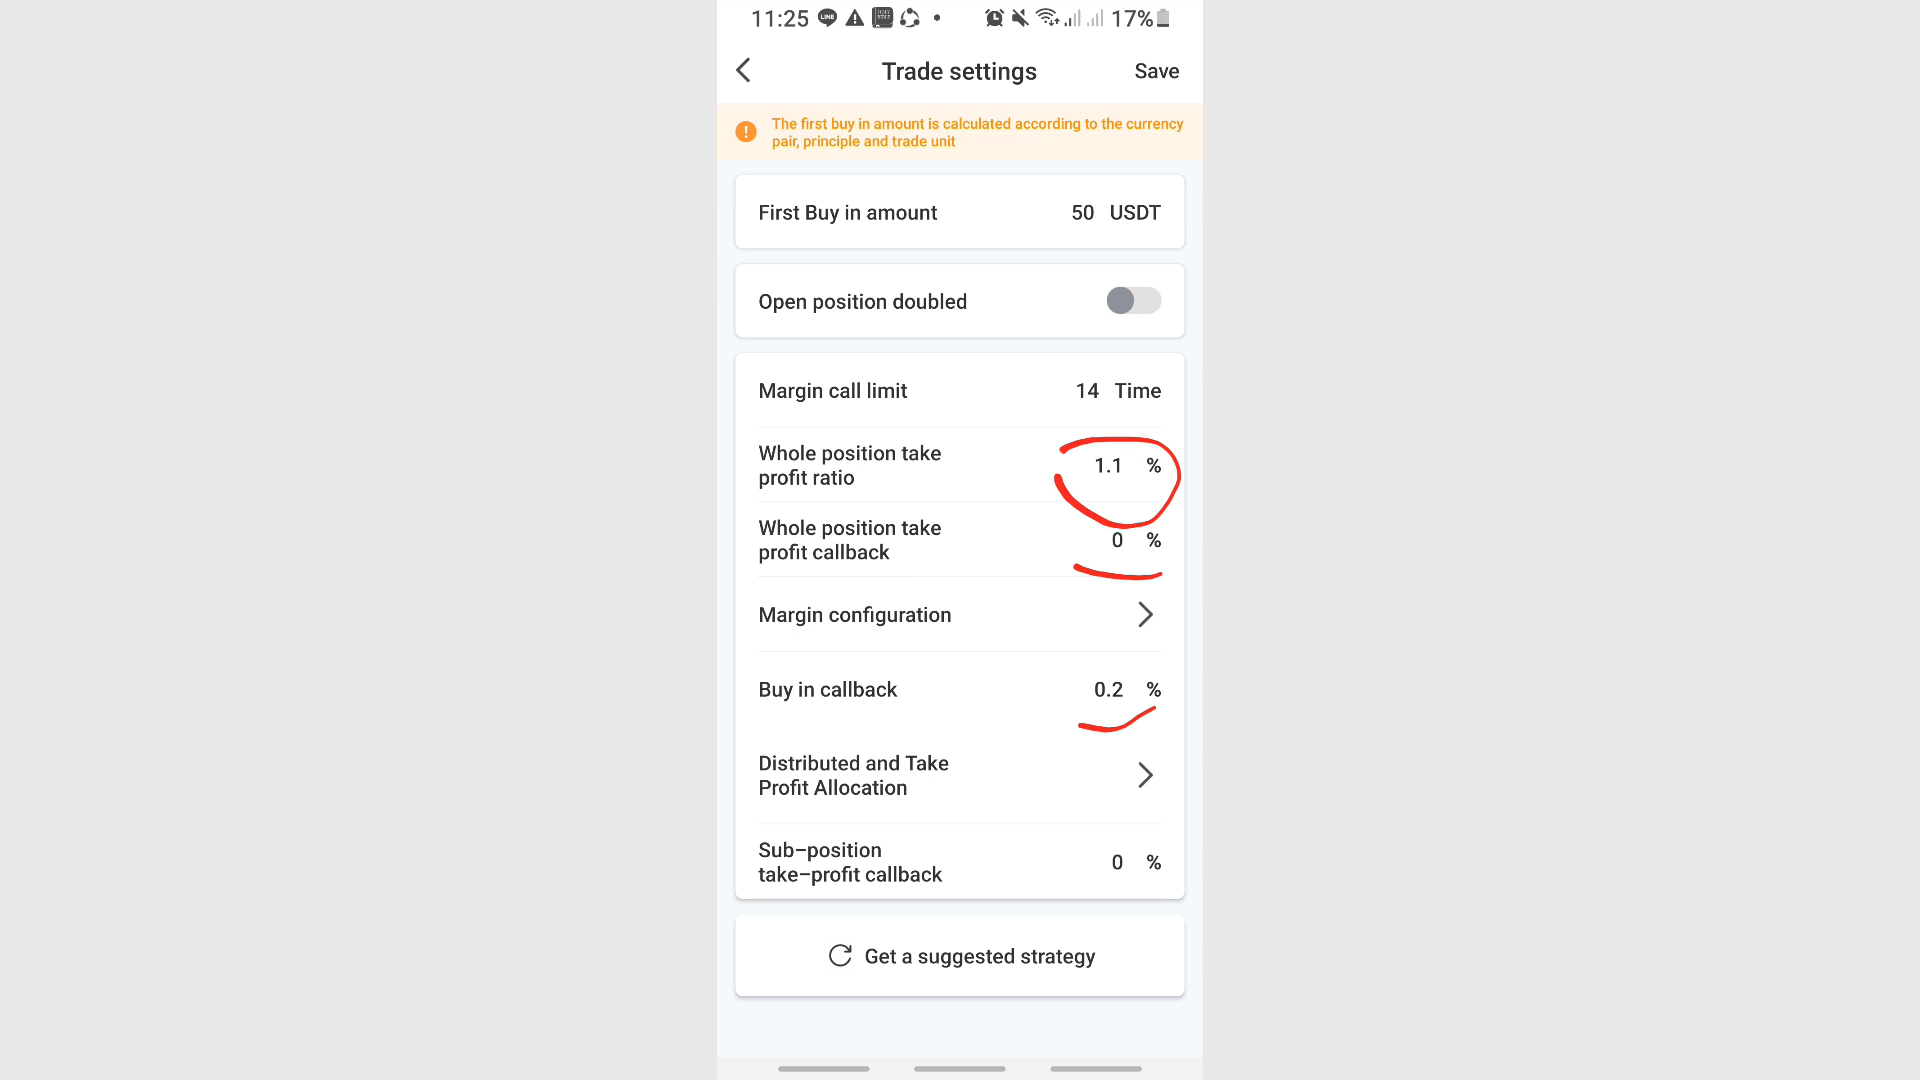 11:25
LINE
HOLY BIBLE
17%
Trade settings
Save
The first buy in amount is calculated according to the currency
pair, principle and trade unit
First Buy in amount 50 USDT
Open position doubled
Margin call limit 14 Time
Whole position take
profit ratio
1.1 %
Whole position take
profit callback
0 %
Margin configuration
Buy in callback 0.2 %
Distributed and Take
Profit Allocation
Sub-position
take-profit callback
0 %
Get a suggested strategy